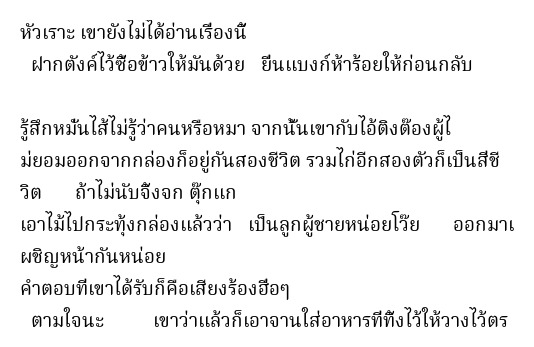 หัวเราะ เขายังไม่ได้อ่านเรื่องนี้
ฝากตังค์ไว้ซื้อข้าวให้มันด้วย ยื่นแบงก์ห้าร้อยให้ก่อนกลับ
รู้สึกหมั่นไส้ไม่รู้ว่าคนหรือหมา จากนั้นเขากับไอ้ติงต๊องผู้ไ
ม่ยอมออกจากกล่องก็อยู่กันสองชีวิต รวมไก่อีกสองตัวก็เป็นสี่ชี
วิต ถ้าไม่นับจิ้งจก ตุ๊กแก
เอาไม้ไปกระทุ้งกล่องแล้วว่า เป็นลูกผู้ชายหน่อยโว๊ย ออกมาเ
ผชิญหน้ากันหน่อย
คำตอบที่เขาได้รับก็คือเสียงร้องฮือๆ
ตามใจนะ เขาว่าแล้วก็เอาจานใส่อาหารที่ทิ้งไว้ให้วางไว้ตร